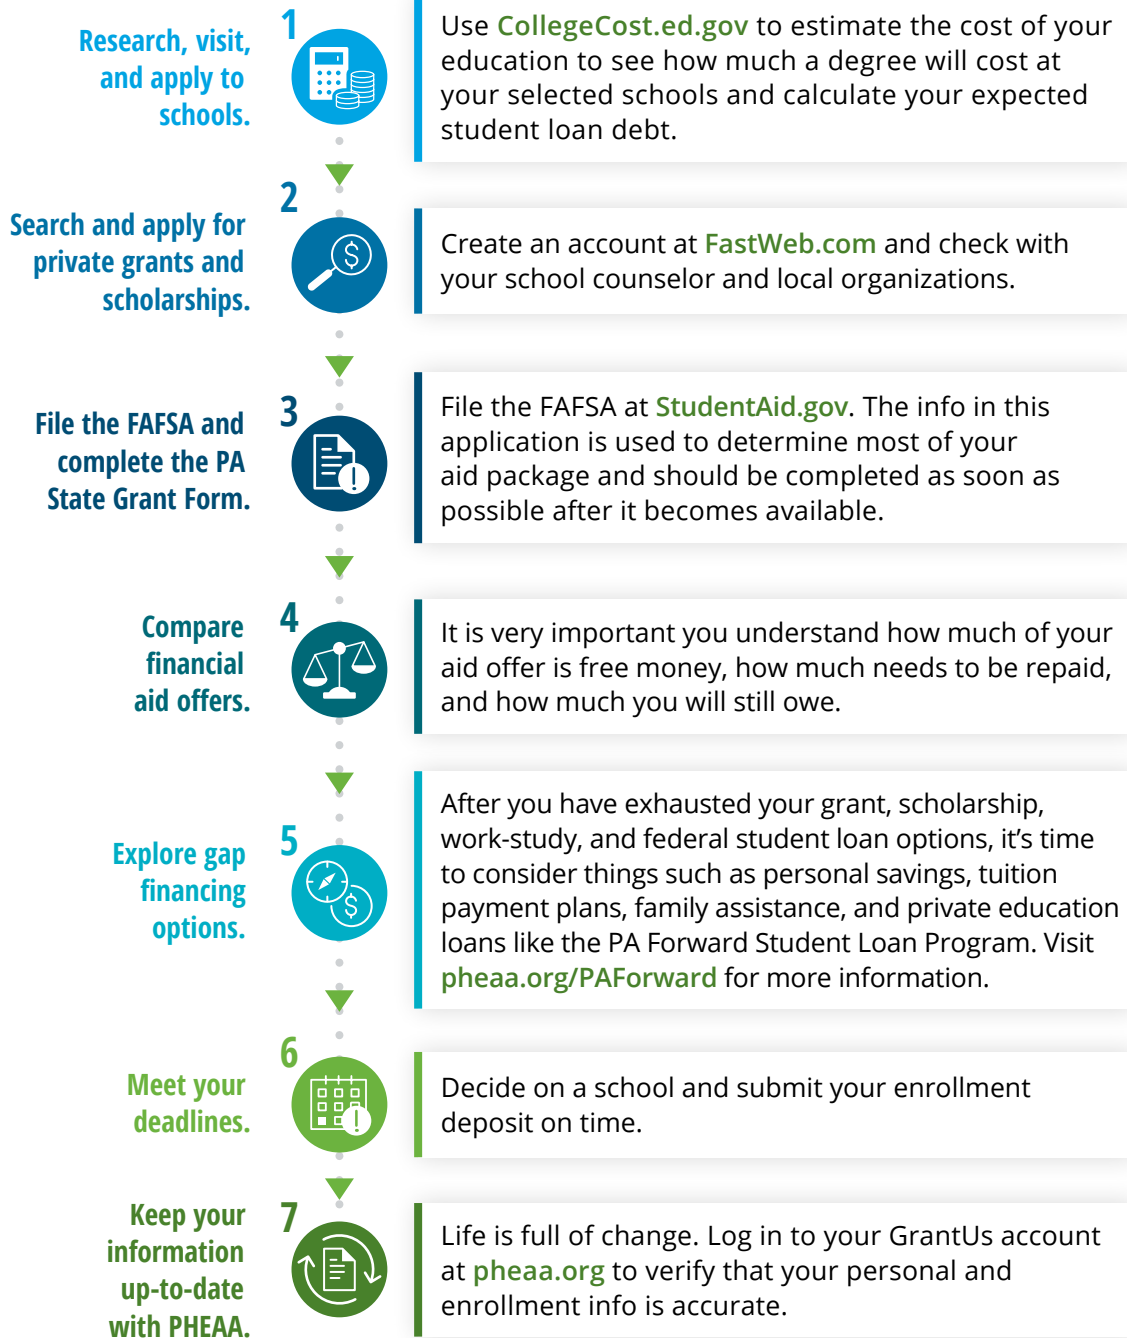 1
Research, visit,
and apply to
schools.
Use CollegeCost.ed.gov to estimate the cost of your
education to see how much a degree will cost at
your selected schools and calculate your expected
student loan debt.
2
Search and apply for
private grants and
scholarships.
Create an account at FastWeb.com and check with
your school counselor and local organizations.
3
File the FAFSA and
complete the PA
State Grant Form.
File the FAFSA at StudentAid.gov. The info in this
application is used to determine most of your
aid package and should be completed as soon as
possible after it becomes available.
4
Compare
financial
aid offers.
It is very important you understand how much of your
aid offer is free money, how much needs to be repaid,
and how much you will still owe.
5
Explore gap
financing
options.
After you have exhausted your grant, scholarship,
work-study, and federal student loan options, it’s time
to consider things such as personal savings, tuition
payment plans, family assistance, and private education
loans like the PA Forward Student Loan Program. Visit
pheaa.org/PAForward for more information.
6
Meet your
deadlines.
Decide on a school and submit your enrollment
deposit on time.
7
Keep your
information
up-to-date
with PHEAA.
Life is full of change. Log in to your GrantUs account
at pheaa.org to verify that your personal and
enrollment info is accurate.